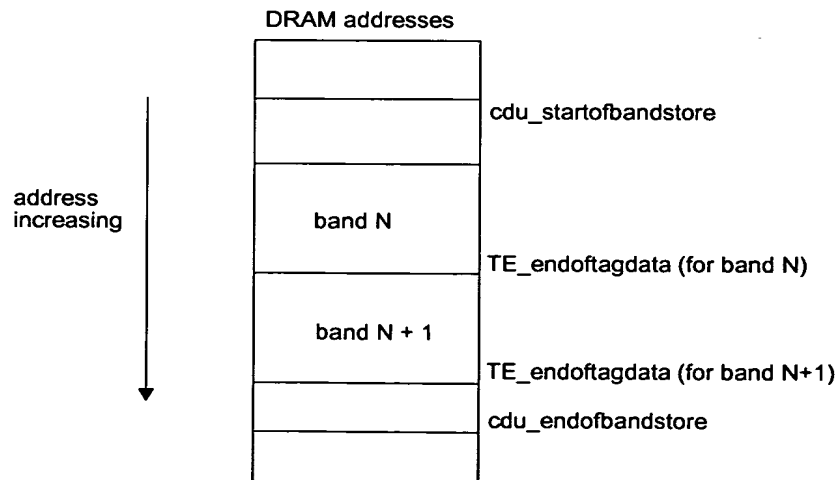 DRAM addresses
cdu_startofbandstore
address
increasing
band N
TE_endoftagdata (for band N)
band N + 1
TE_endoftagdata (for band N+1)
cdu_endofbandstore